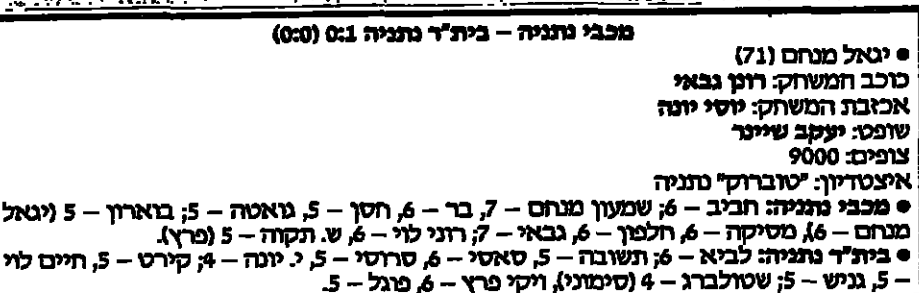 מכבי נתניה – בית"ד נתניה 0:1 (0:0)
● יגאל מנחם (71)
כוכב המשחק: רונן גבאי
אכזבת המשחק: יוסי יונה
שופט: יעקב שיינר
צופים: 9000
איצטדיון: "טוברוק" נתניה
● מכבי נתניה: חביב – 6; שמעון מנחם – 7, בר – 6, חסן – 5, גואטה – 5; בוארון – 5 (יגאל
מנחם – 6), מסיקה – 6, חלפון – 6, גבאי – 7; רוני לוי – 6, ש. תקוה – 5 (פרץ).
● בית"ד נתניה: לביא – 6; תשובה – 5, סאסי – 6, סרוסי – 5, י. יונה – 4; קירט – 5, חיים לוי
– 5, גניש – 5; שטולברג – 4 (סימוני), ויקי פרץ – 6, פוגל – 5.